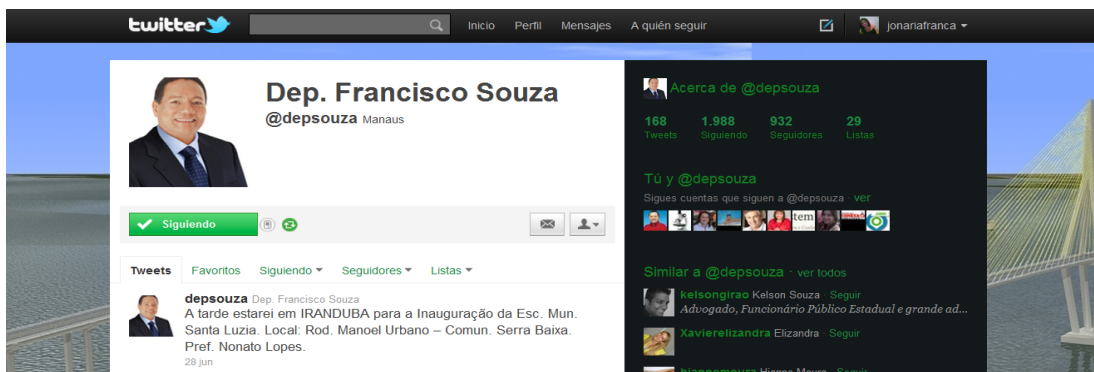 twitter
Inicio Perfil Mensajes A quién seguir jonariafranca
Dep. Francisco Souza
@depsouza Manaus
Siguiendo
Tweets Favoritos Siguiendo Seguidores Listas
depsouza Dep. Francisco Souza
A tarde estarei em IRANDUBA para a Inauguração da Esc. Mun.
Santa Luzia. Local: Rod. Manoel Urbano – Comun. Serra Baixa.
Pref. Nonato Lopes.
28 jun
Acerca de @depsouza
168 1.988 932 29
Tweets Siguiendo Seguidores Listas
Tú y @depsouza
Sigues cuentas que siguen a @depsouza · ver
tem
Similar a @depsouza · ver todos
kelsongirao Kelson Souza · Seguir
Advogado, Funcionário Público Estadual e grande ad...
Xavierelizandra Elizandra · Seguir